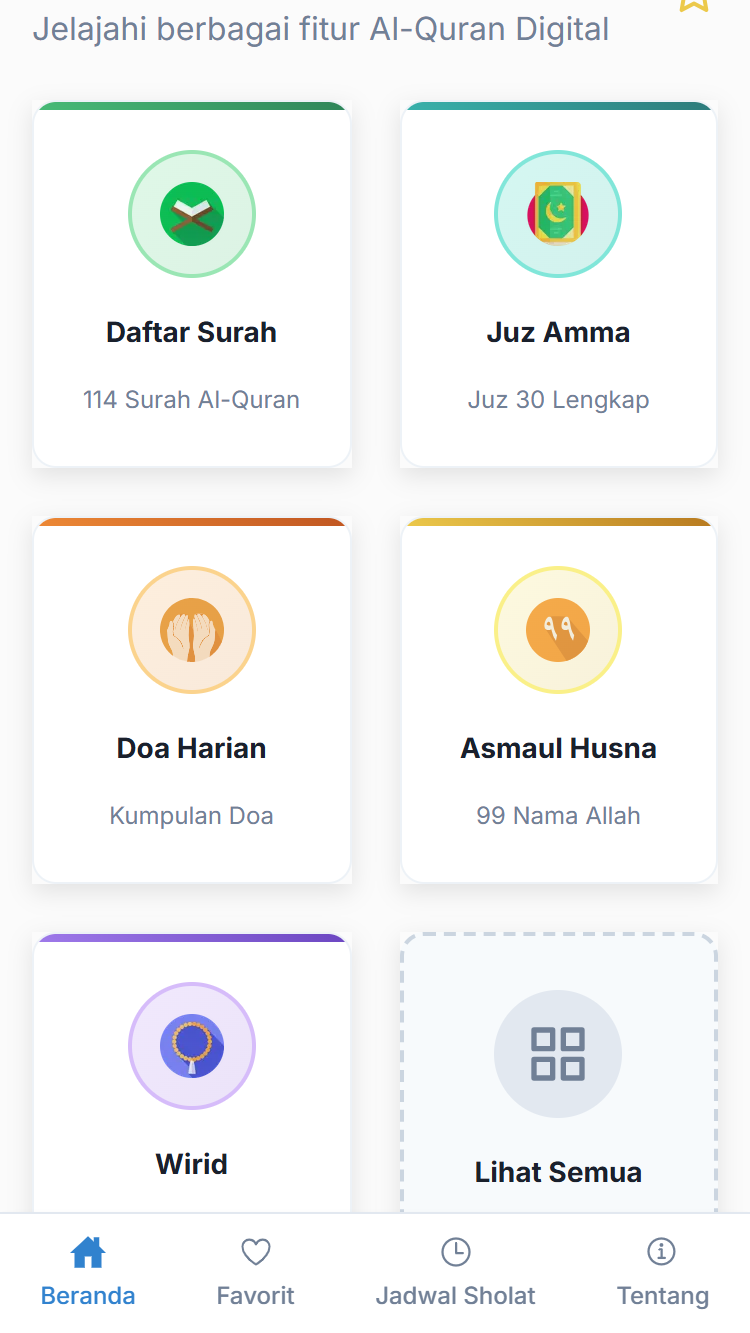 Jelajahi berbagai fitur Al-Quran Digital
Daftar Surah
114 Surah Al-Quran
Juz Amma
Juz 30 Lengkap
Doa Harian
Kumpulan Doa
٩٩
Asmaul Husna
99 Nama Allah
Wirid
Lihat Semua
Beranda
Favorit
Jadwal Sholat
Tentang